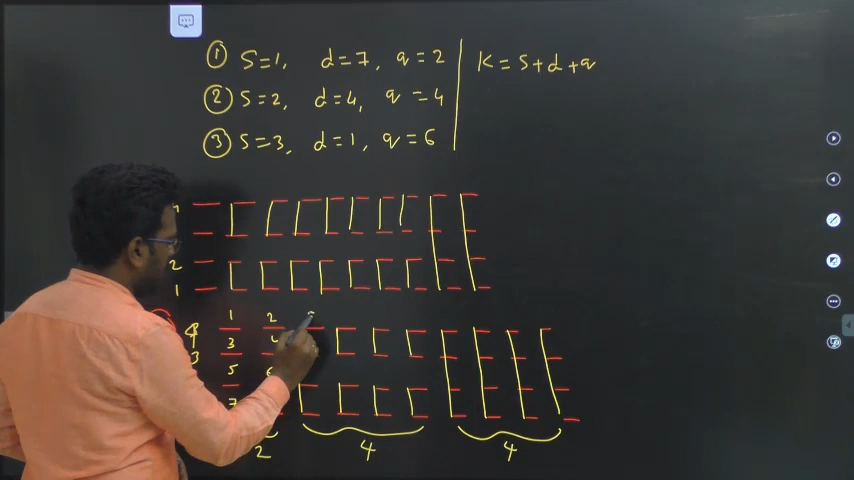 ① S=1, d=7, q=2 | K = S+d+q
② S=2, d=4, q=4
③ S=3, d=1, q=6
2
1
1 2
4 3
3 5
7
2 4 4